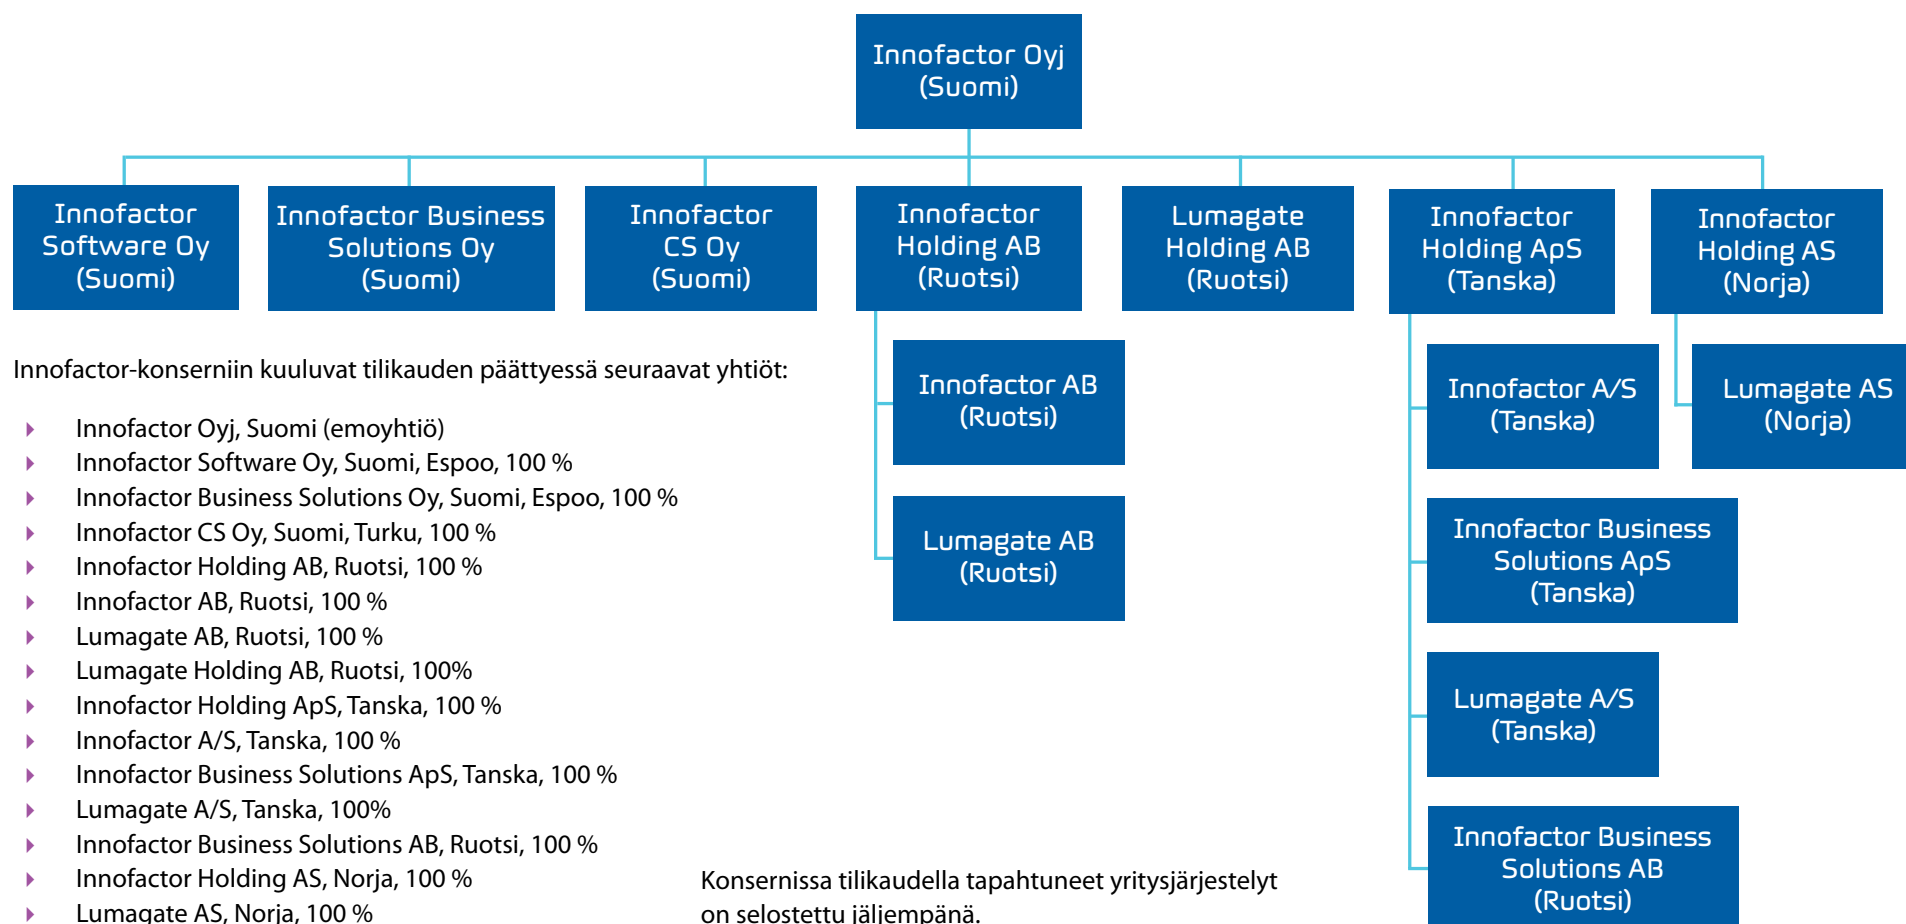 Innofactor Oyj
(Suomi)
Innofactor
Software Oy
(Suomi)
Innofactor Business
Solutions Oy
(Suomi)
Innofactor
CS Oy
(Suomi)
Innofactor
Holding AB
(Ruotsi)
Lumagate
Holding AB
(Ruotsi)
Innofactor
Holding ApS
(Tanska)
Innofactor
Holding AS
(Norja)
Innofactor AB
(Ruotsi)
Lumagate AB
(Ruotsi)
Innofactor A/S
(Tanska)
Innofactor Business
Solutions ApS
(Tanska)
Lumagate A/S
(Tanska)
Innofactor Business
Solutions AB
(Ruotsi)
Lumagate AS
(Norja)
Innofactor-konserniin kuuluvat tilikauden päättyessä seuraavat yhtiöt:
Innofactor Oyj, Suomi (emoyhtiö)
Innofactor Software Oy, Suomi, Espoo, 100 %
Innofactor Business Solutions Oy, Suomi, Espoo, 100 %
Innofactor CS Oy, Suomi, Turku, 100 %
Innofactor Holding AB, Ruotsi, 100 %
Innofactor AB, Ruotsi, 100 %
Lumagate AB, Ruotsi, 100 %
Lumagate Holding AB, Ruotsi, 100%
Innofactor Holding ApS, Tanska, 100 %
Innofactor A/S, Tanska, 100 %
Innofactor Business Solutions ApS, Tanska, 100 %
Lumagate A/S, Tanska, 100%
Innofactor Business Solutions AB, Ruotsi, 100 %
Innofactor Holding AS, Norja, 100 %
Lumagate AS, Norja, 100 %
Konsernissa tilikaudella tapahtuneet yritysjärjestelyt
on selostettu jäljempänä.